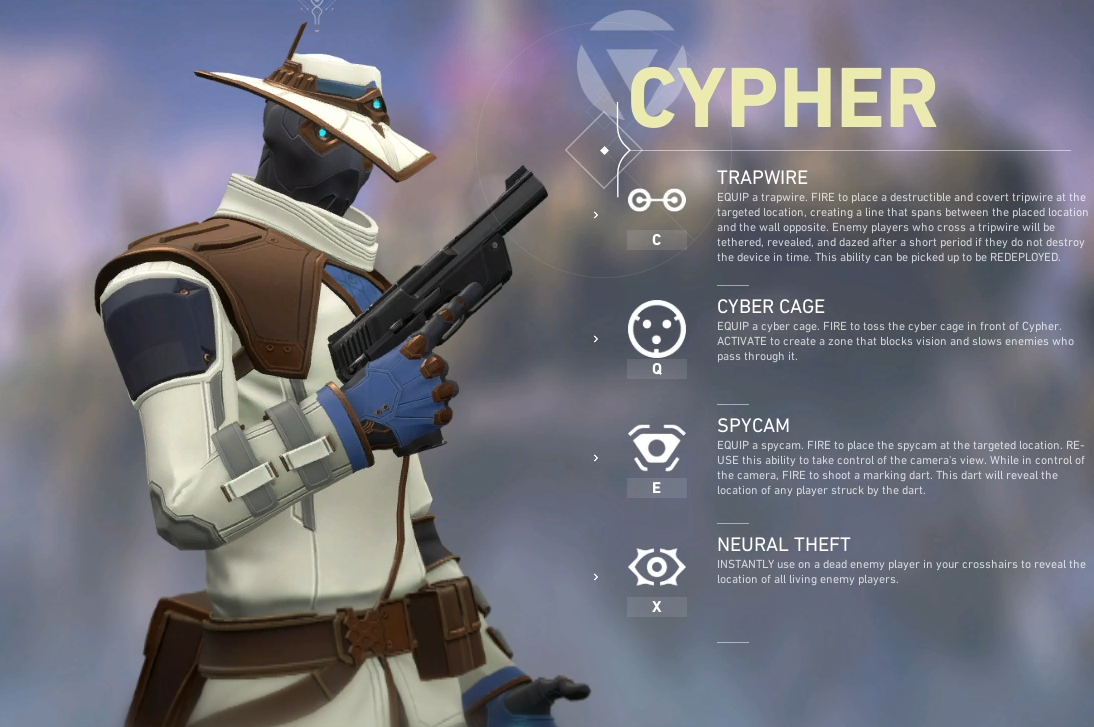 CYPHER
TRAPWIRE
EQUIP a trapwire. FIRE to place a destructible and covert tripwire at the
targeted location, creating a line that spans between the placed location
and the wall opposite. Enemy players who cross a tripwire will be
tethered, revealed, and dazed after a short period if they do not destroy
the device in time. This ability can be picked up to be REDEPLOYED.
C
CYBER CAGE
EQUIP a cyber cage. FIRE to toss the cyber cage in front of Cypher.
ACTIVATE to create a zone that blocks vision and slows enemies who
pass through it.
Q
SPYCAM
EQUIP a spycam. FIRE to place the spycam at the targeted location. RE-
USE this ability to take control of the camera's view. While in control of
the camera, FIRE to shoot a marking dart. This dart will reveal the
location of any player struck by the dart.
E
NEURAL THEFT
INSTANTLY use on a dead enemy player in your crosshairs to reveal the
location of all living enemy players.
X